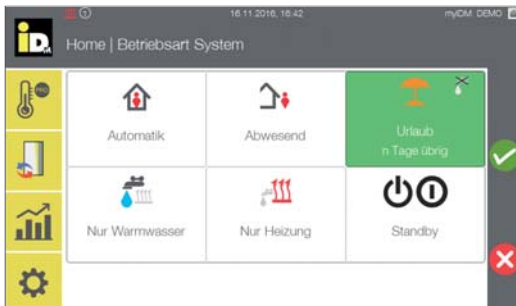 16.11.2016, 16:42
myIDM DEMO
iDM
Home | Betriebsart System
PRO
Automatik
Abwesend
Urlaub
n Tage übrig
Nur Warmwasser
Nur Heizung
Standby